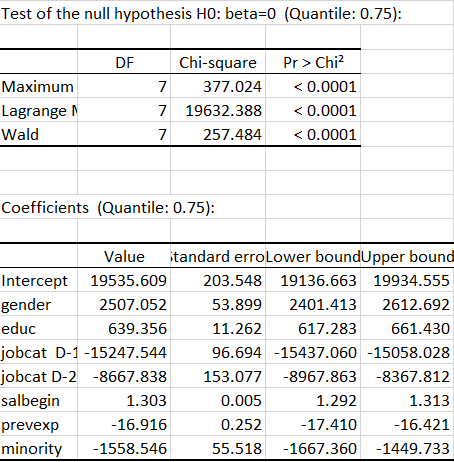 Test of the null hypothesis H0: beta=0 (Quantile: 0.75):
DF Chi-square Pr > Chi²
Maximum 7 377.024 < 0.0001
Lagrange 7 19632.388 < 0.0001
Wald 7 257.484 < 0.0001
Coefficients (Quantile: 0.75):
Value Standard erro Lower bound Upper bound
Intercept 19535.609 203.548 19136.663 19934.555
gender 2507.052 53.899 2401.413 2612.692
educ 639.356 11.262 617.283 661.430
jobcat D-1 -15247.544 96.694 -15437.060 -15058.028
jobcat D-2 -8667.838 153.077 -8967.863 -8367.812
salbegin 1.303 0.005 1.292 1.313
prevexp -16.916 0.252 -17.410 -16.421
minority -1558.546 55.518 -1667.360 -1449.733